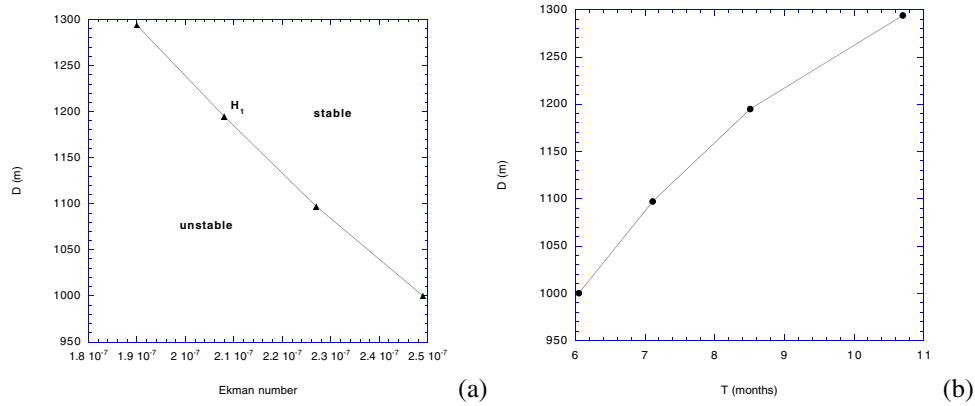 1300
1250
1200
1150
1100
1050
1000
950
D (m)
H₁
stable
unstable
1.8 10⁻⁷ 1.9 10⁻⁷ 2 10⁻⁷ 2.1 10⁻⁷ 2.2 10⁻⁷ 2.3 10⁻⁷ 2.4 10⁻⁷ 2.5 10⁻⁷
Ekman number
(a)
1300
1250
1200
1150
1100
1050
1000
950
D (m)
6 7 8 9 10 11
T (months)
(b)